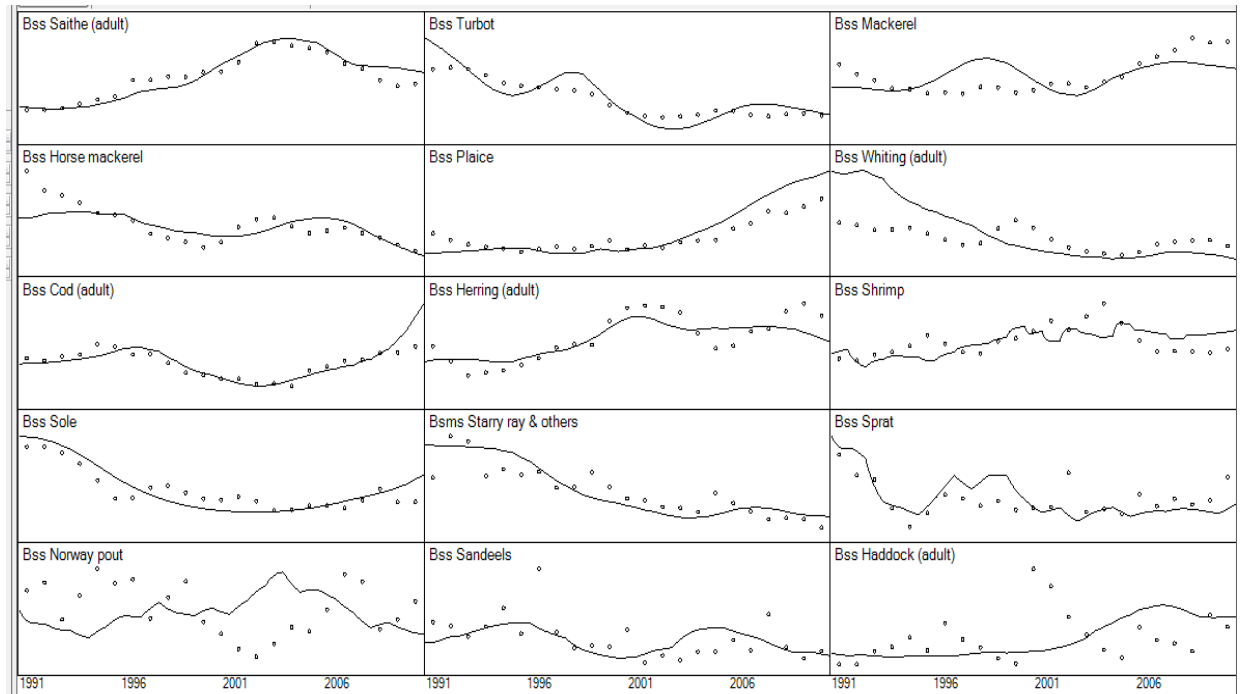 Bss Saithe (adult)
Bss Turbot
Bss Mackerel
Bss Horse mackerel
Bss Plaice
Bss Whiting (adult)
Bss Cod (adult)
Bss Herring (adult)
Bss Shrimp
Bss Sole
Bsms Starry ray & others
Bss Sprat
Bss Norway pout
Bss Sandeels
Bss Haddock (adult)
1991 1996 2001 2006 1991 1996 2001 2006 1991 1996 2001 2006